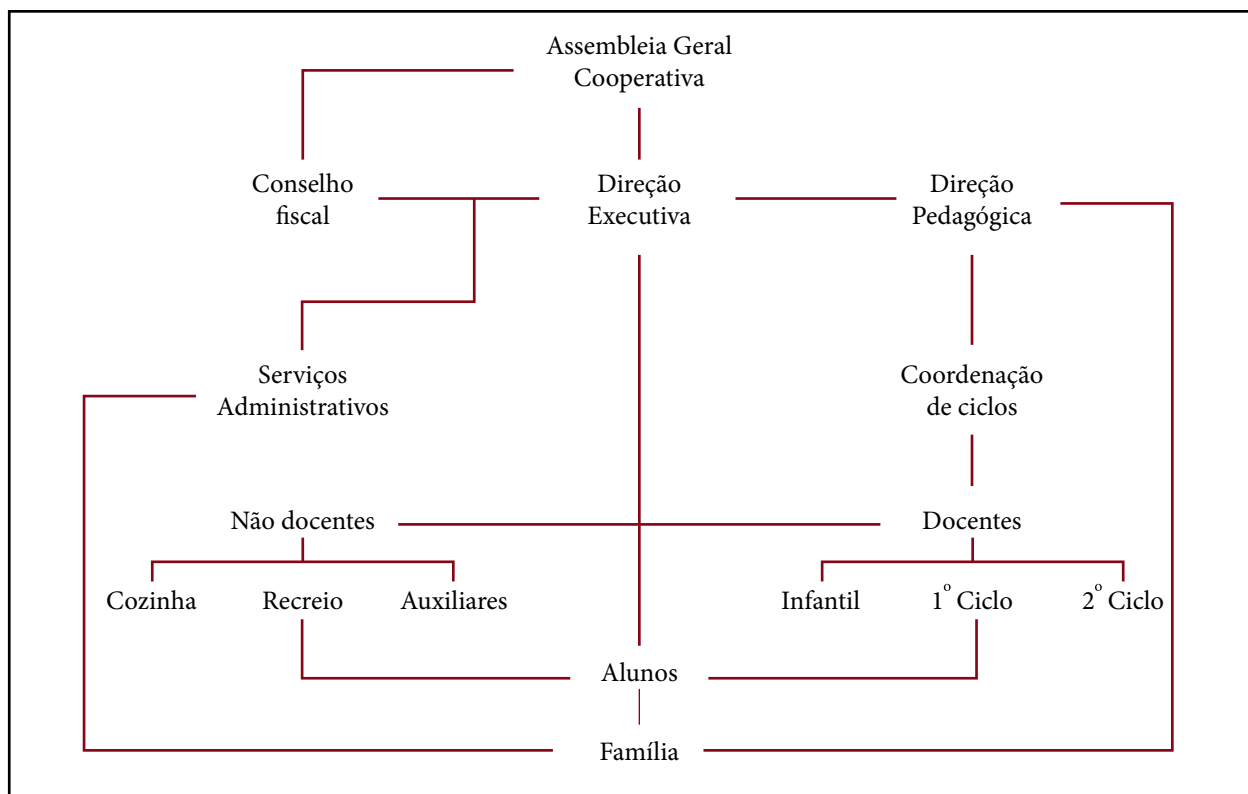 Assembleia Geral
Cooperativa
Conselho
fiscal
Direção
Executiva
Direção
Pedagógica
Serviços
Administrativos
Coordenação
de ciclos
Não docentes
Docentes
Cozinha
Recreio
Auxiliares
Infantil
1º Ciclo
2º Ciclo
Alunos
Família